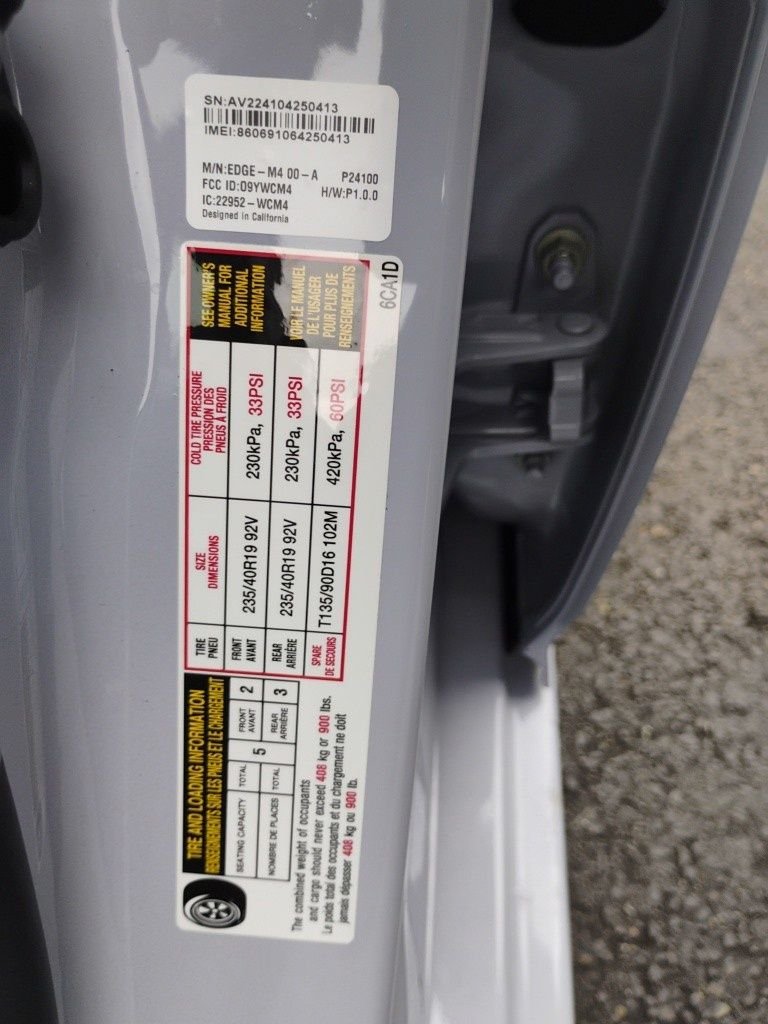 SN:AV224104250413
IMEI:860691064250413
M/N:EDGE-M4 00-A P24100
FCC ID:O9YWCM4 H/W:P1.0.0
IC:22952-WCM4
Designed in California
TIRE AND LOADING INFORMATION
RENSEIGNEMENTS SUR LES PNEUS ET LE CHARGEMENT
SEATING CAPACITY TOTAL 5 FRONT AVANT 2
NOMBRE DE PLACES TOTAL REAR ARRIÈRE 3
The combined weight of occupants
and cargo should never exceed 408 kg or 900 lbs.
Le poids total des occupants et du chargement ne doit
jamais dépasser 408 kg ou 900 lb.
TIRE
PNEU
SIZE
DIMENSIONS
COLD TIRE PRESSURE
PRESSION DES
PNEUS À FROID
FRONT
AVANT
235/40R19 92V
230kPa, 33PSI
REAR
ARRIÈRE
235/40R19 92V
230kPa, 33PSI
SPARE
DE SECOURS
T135/90D16 102M
420kPa, 60PSI
SEE OWNER'S
MANUAL FOR
ADDITIONAL
INFORMATION
VOIR LE MANUEL
DE L'USAGER
POUR PLUS DE
RENSEIGNEMENTS
6CA1D